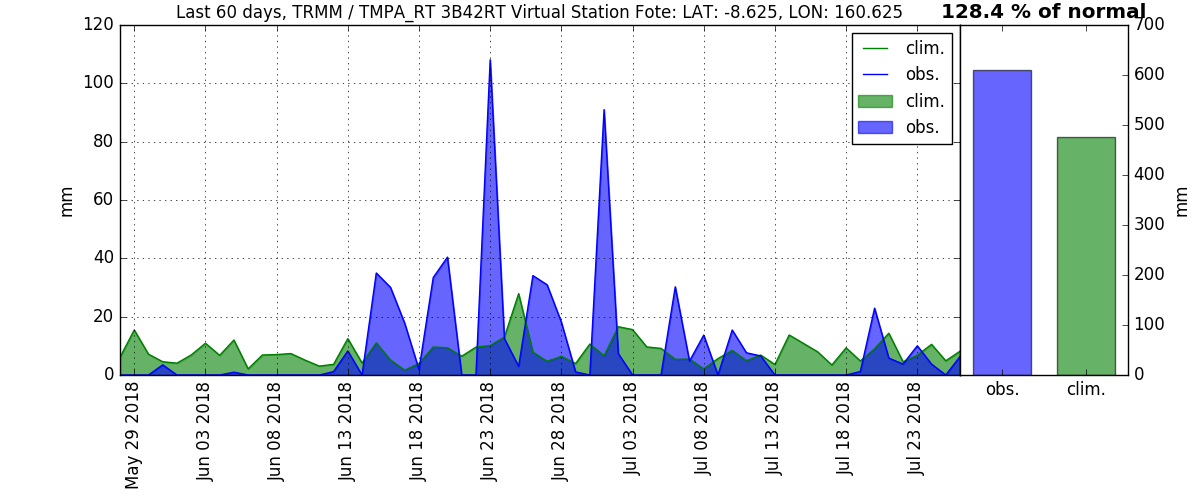 Last 60 days, TRMM / TMPA_RT 3B42RT Virtual Station Fote: LAT: -8.625, LON: 160.625
128.4 % of normal
mm
120
100
80
60
40
20
0
clim.
obs.
clim.
obs.
May 29 2018
Jun 03 2018
Jun 08 2018
Jun 13 2018
Jun 18 2018
Jun 23 2018
Jun 28 2018
Jul 03 2018
Jul 08 2018
Jul 13 2018
Jul 18 2018
Jul 23 2018
700
600
500
400
300
200
100
0
mm
obs.
clim.